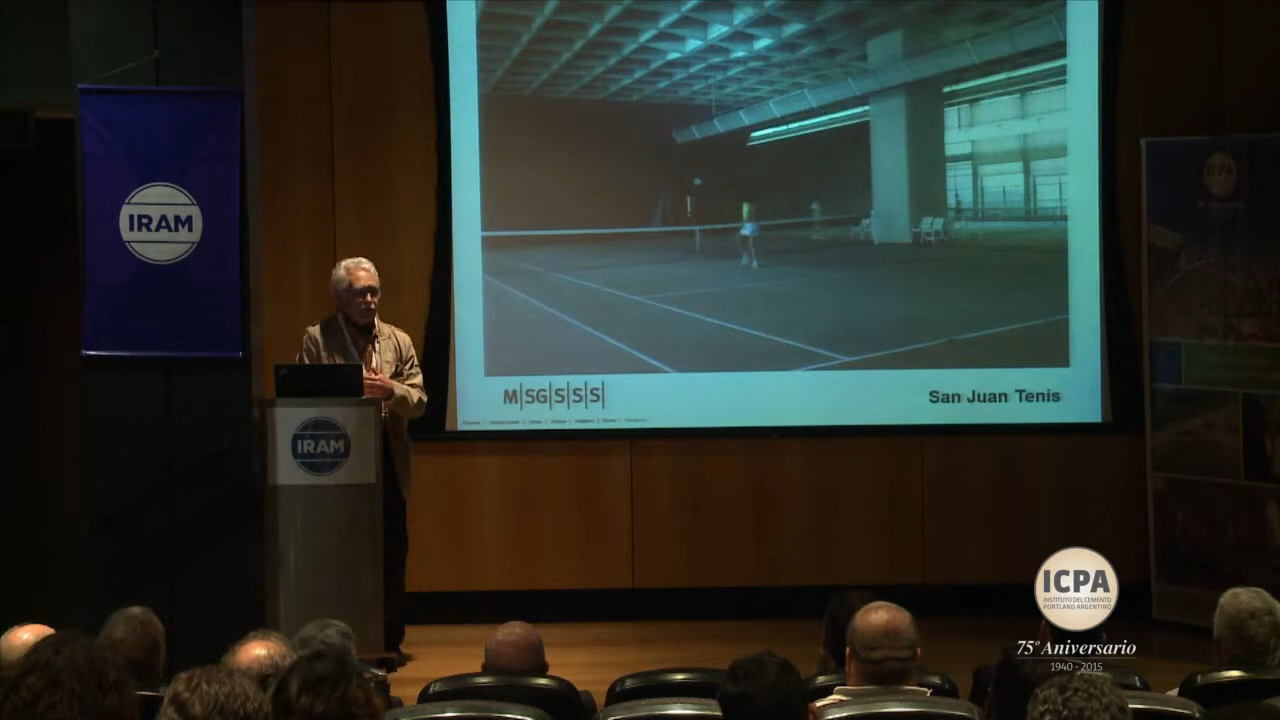 IRAM
IRAM
M|SG|S|S|S|
San Juan Tenis
ICPA
ICPA
INSTITUTO DEL CEMENTO
PORTLAND ARGENTINO
75º Aniversario
1940 - 2015